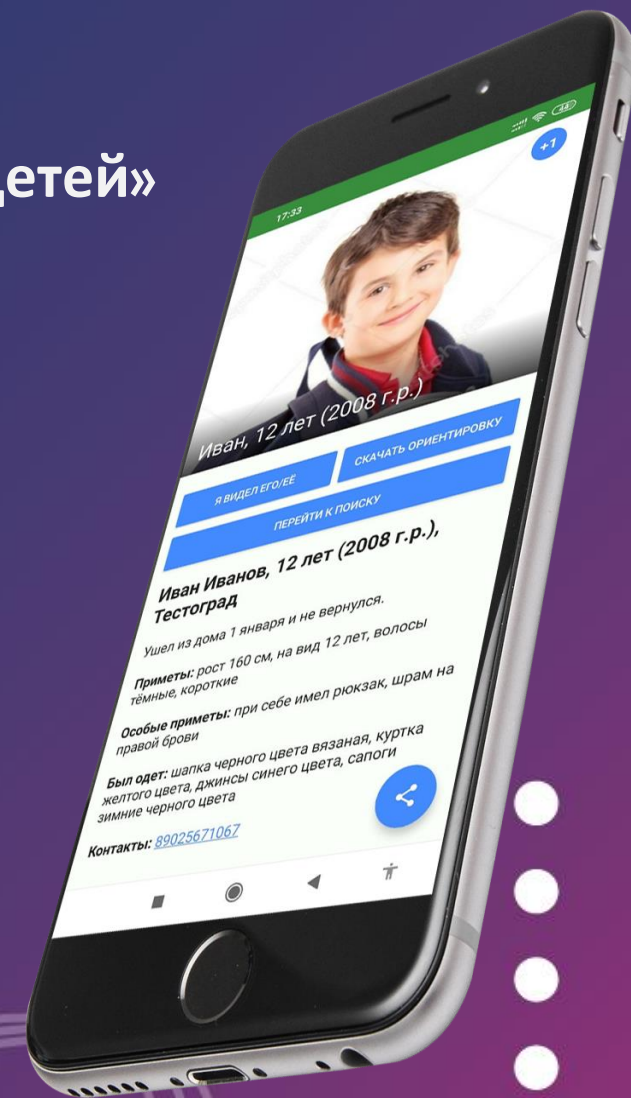 етей»
17:33
+1
Иван, 12 лет (2008 г.р.)
Я ВИДЕЛ ЕГО/ЕЁ
СКАЧАТЬ ОРИЕНТИРОВКУ
ПЕРЕЙТИ К ПОИСКУ
Иван Иванов, 12 лет (2008 г.р.),
Тестоград
Ушел из дома 1 января и не вернулся.
Приметы: рост 160 см, на вид 12 лет, волосы
тёмные, короткие
Особые приметы: при себе имел рюкзак, шрам на
правой брови
Был одет: шапка черного цвета вязаная, куртка
желтого цвета, джинсы синего цвета, сапоги
зимние черного цвета
Контакты: 89025671067